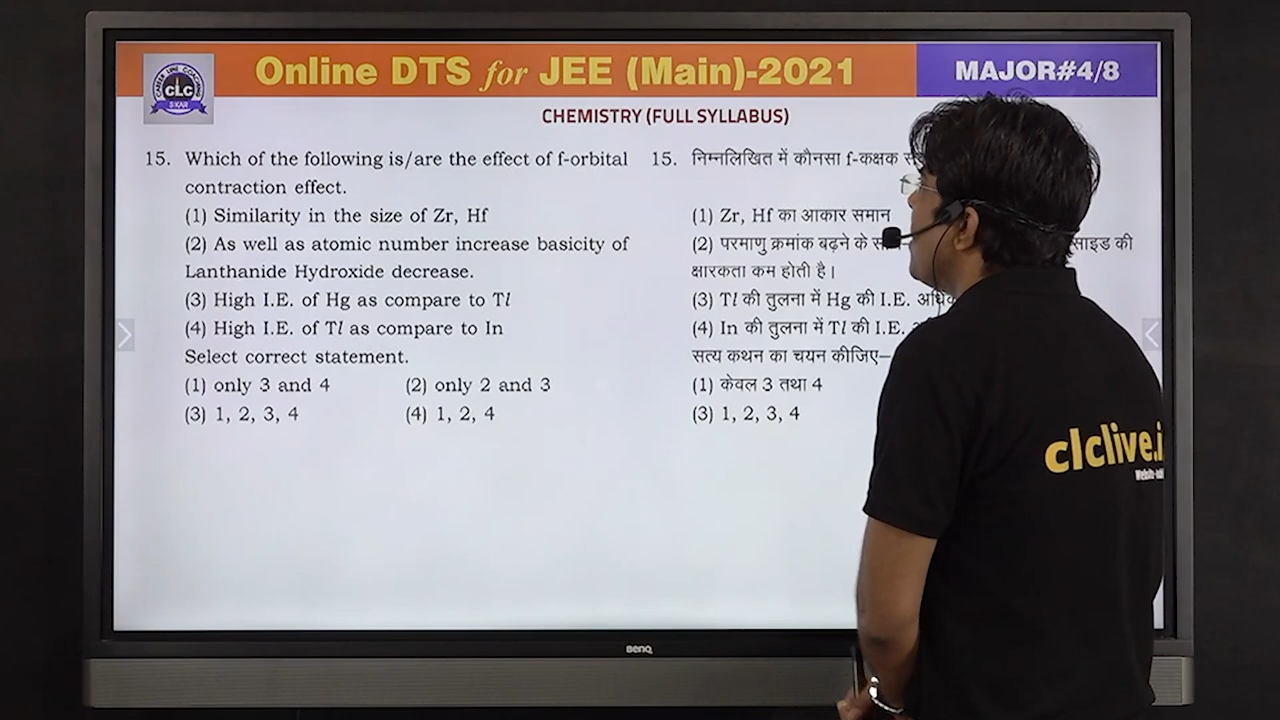 Online DTS for JEE (Main)-2021
MAJOR#4/8
CAREER LINE COACHING
CLC
SIKAR
CHEMISTRY (FULL SYLLABUS)
15. Which of the following is/are the effect of f-orbital
contraction effect.
(1) Similarity in the size of Zr, Hf
(2) As well as atomic number increase basicity of
Lanthanide Hydroxide decrease.
(3) High I.E. of Hg as compare to Tl
(4) High I.E. of Tl as compare to In
Select correct statement.
(1) only 3 and 4 (2) only 2 and 3
(3) 1, 2, 3, 4 (4) 1, 2, 4
15. निम्नलिखित में कौनसा f-कक्षक
(1) Zr, Hf का आकार समान
(2) परमाणु क्रमांक बढ़ने के की
क्षारकता कम होती है।
(3) Tl की तुलना में Hg की I.E.
(4) In की तुलना में Tl की I.E.
सत्य कथन का चयन कीजिए–
(1) केवल 3 तथा 4
(3) 1, 2, 3, 4
clclive.i
BenQ